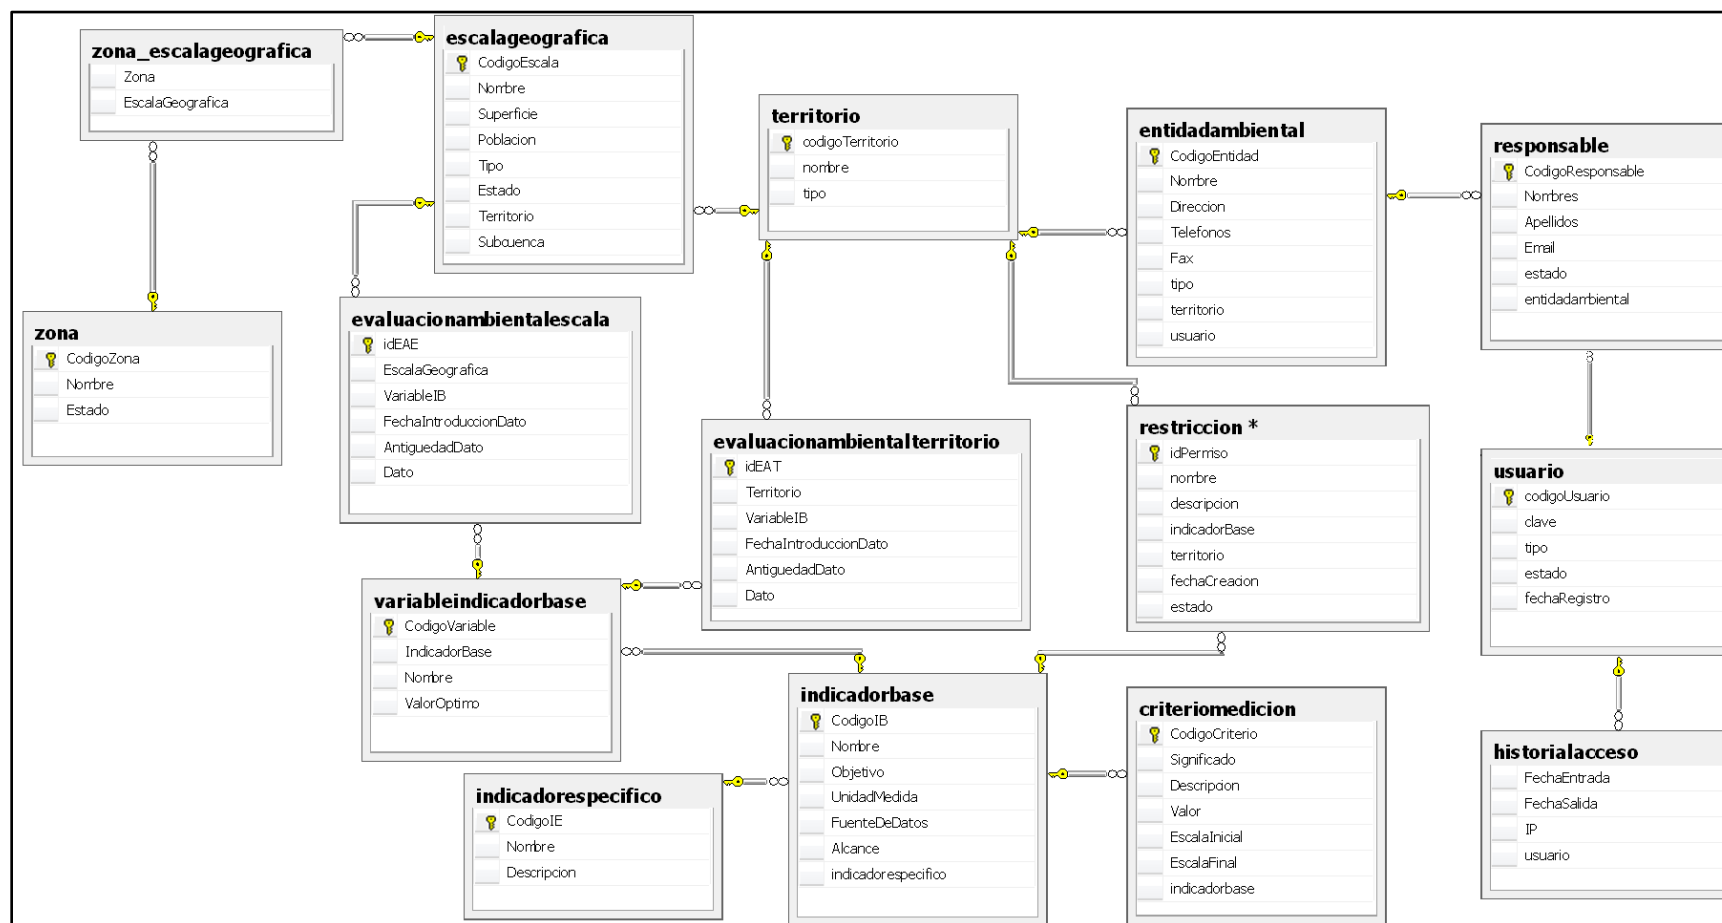 zona_escalageografica
Zona
EscalaGeografica
escalageografica
CodigoEscala
Nombre
Superficie
Poblacion
Tipo
Estado
Territorio
Subcuenca
territorio
codigoTerritorio
nombre
tipo
entidadambiental
CodigoEntidad
Nombre
Direccion
Telefonos
Fax
tipo
territorio
usuario
responsable
CodigoResponsable
Nombres
Apellidos
Email
estado
entidadambiental
zona
CodigoZona
Nombre
Estado
evaluacionambientalescala
idEAE
EscalaGeografica
VariableIB
FechaIntroduccionDato
AntiguedadDato
Dato
evaluacionambientalterritorio
idEAT
Territorio
VariableIB
FechaIntroduccionDato
AntiguedadDato
Dato
restriccion *
idPermiso
nombre
descripcion
indicadorBase
territorio
fechaCreacion
estado
usuario
codigoUsuario
clave
tipo
estado
fechaRegistro
variableindicadorbase
CodigoVariable
IndicadorBase
Nombre
ValorOptimo
indicadorbase
CodigoIB
Nombre
Objetivo
UnidadMedida
FuenteDeDatos
Alcance
indicadorespecifico
criteriomedicion
CodigoCriterio
Significado
Descripcion
Valor
EscalaInicial
EscalaFinal
indicadorbase
historialacceso
FechaEntrada
FechaSalida
IP
usuario
indicadorespecifico
CodigoIE
Nombre
Descripcion